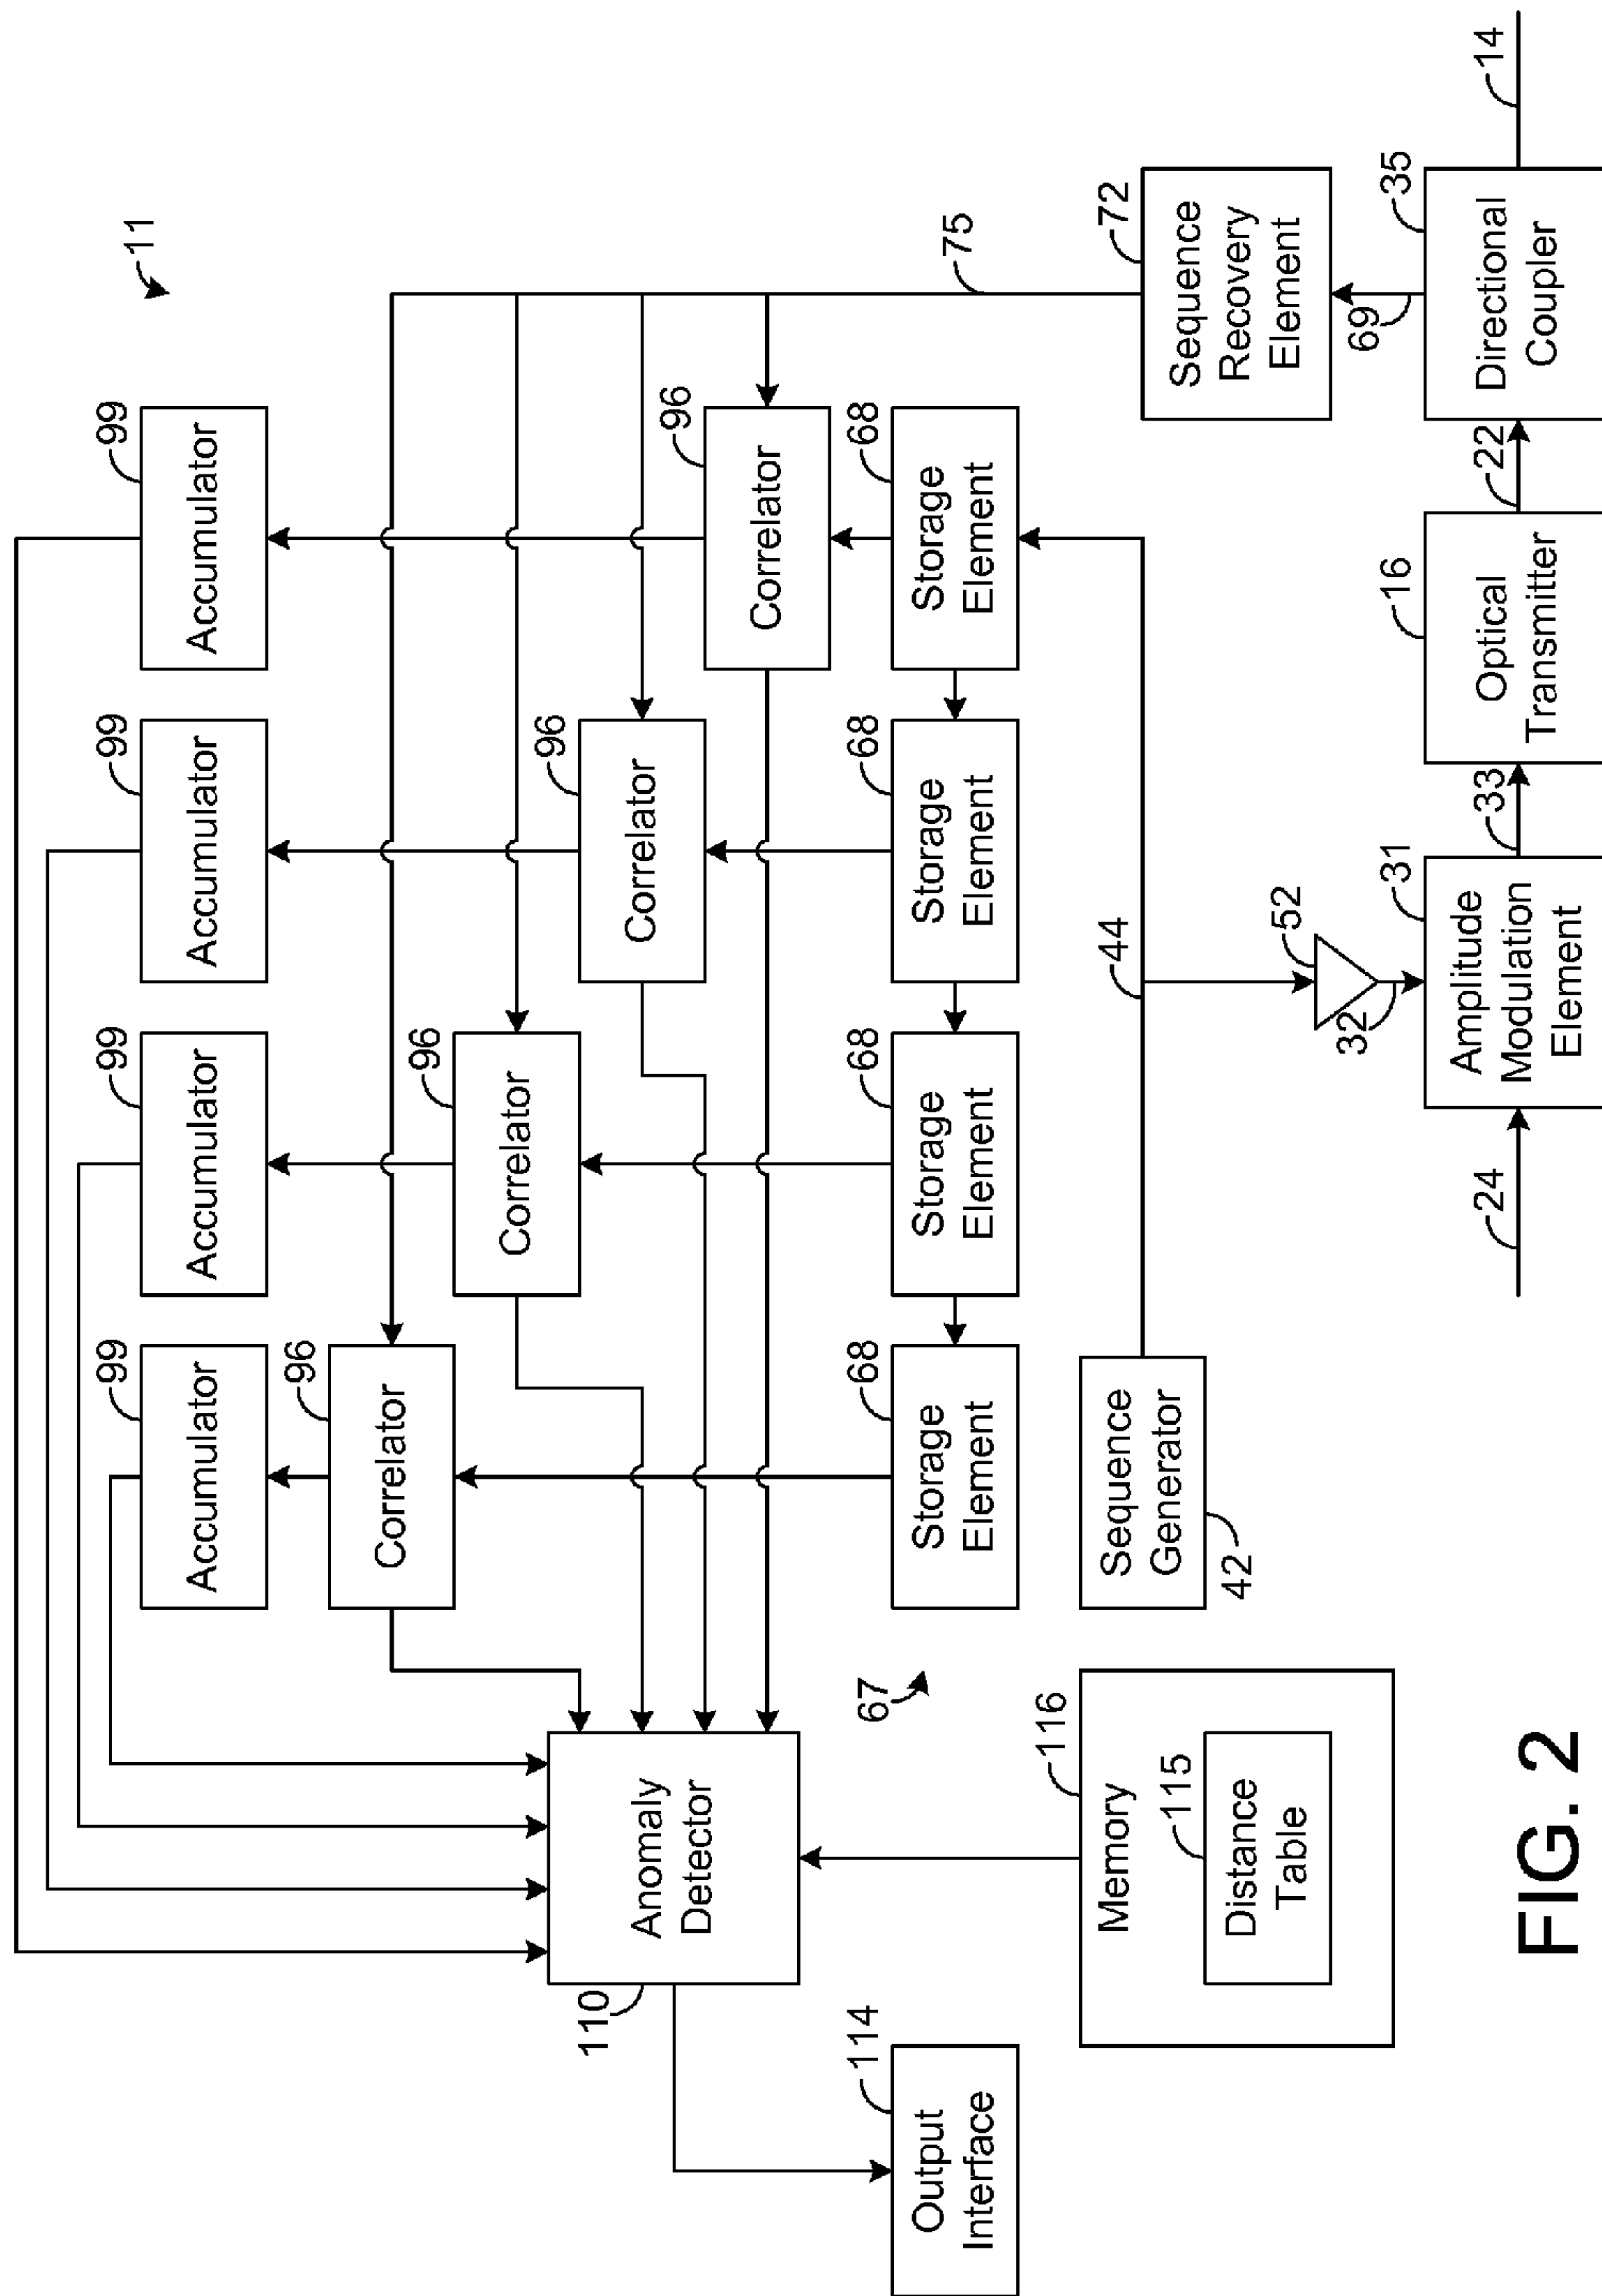 11
99
Accumulator
99
Accumulator
99
Accumulator
99
Accumulator
96
Correlator
96
Correlator
96
Correlator
96
Correlator
110
Anomaly
Detector
114
Output
Interface
67
68
Storage
Element
68
Storage
Element
68
Storage
Element
68
Storage
Element
75
72
Sequence
Recovery
Element
116
Memory
115
Distance
Table
Sequence
Generator
42
44
52
32
69
24
31
Amplitude
Modulation
Element
33
16
Optical
Transmitter
22
35
Directional
Coupler
14
FIG. 2